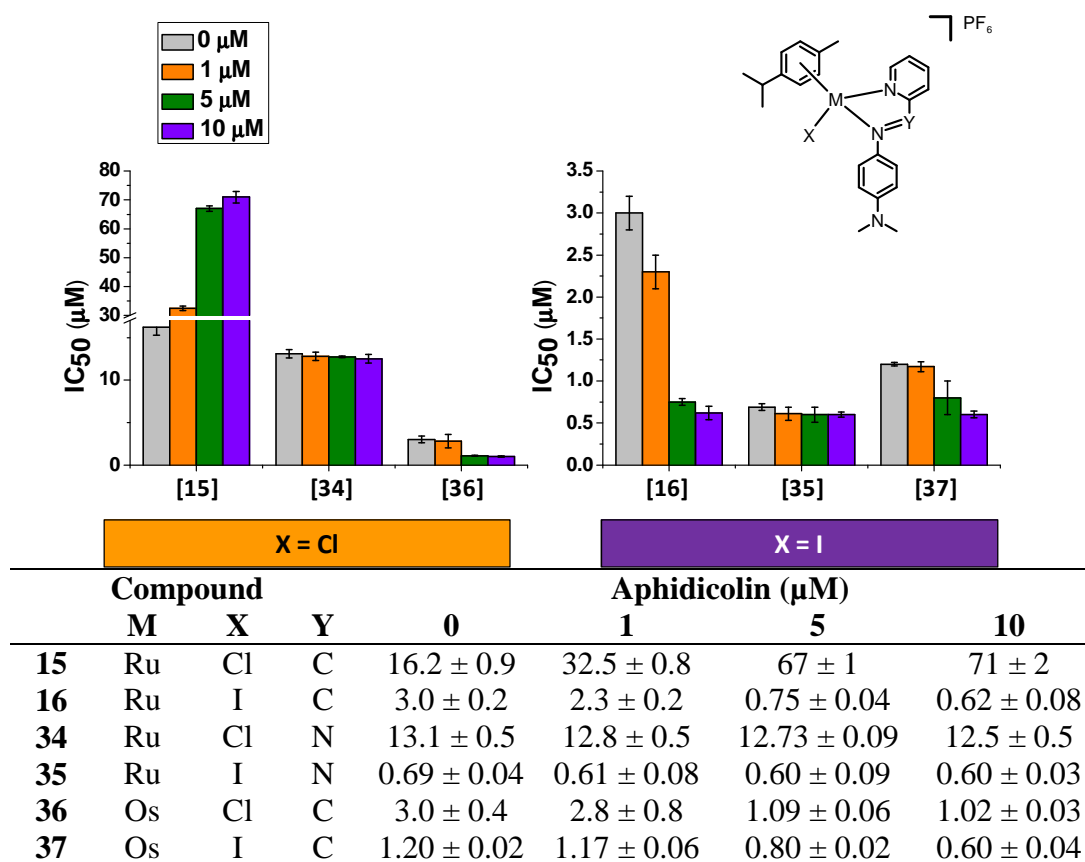 0 µM
1 µM
5 µM
10 µM
80
70
60
50
40
30
10
0
IC50 (µM)
[15] [34] [36]
X = Cl
3.5
3.0
2.5
2.0
1.5
1.0
0.5
0.0
IC50 (µM)
[16] [35] [37]
X = I
PF6
M
N
X
N
Y
N
Compound Aphidicolin (µM)
M X Y 0 1 5 10
15 Ru Cl C 16.2 ± 0.9 32.5 ± 0.8 67 ± 1 71 ± 2
16 Ru I C 3.0 ± 0.2 2.3 ± 0.2 0.75 ± 0.04 0.62 ± 0.08
34 Ru Cl N 13.1 ± 0.5 12.8 ± 0.5 12.73 ± 0.09 12.5 ± 0.5
35 Ru I N 0.69 ± 0.04 0.61 ± 0.08 0.60 ± 0.09 0.60 ± 0.03
36 Os Cl C 3.0 ± 0.4 2.8 ± 0.8 1.09 ± 0.06 1.02 ± 0.03
37 Os I C 1.20 ± 0.02 1.17 ± 0.06 0.80 ± 0.02 0.60 ± 0.04